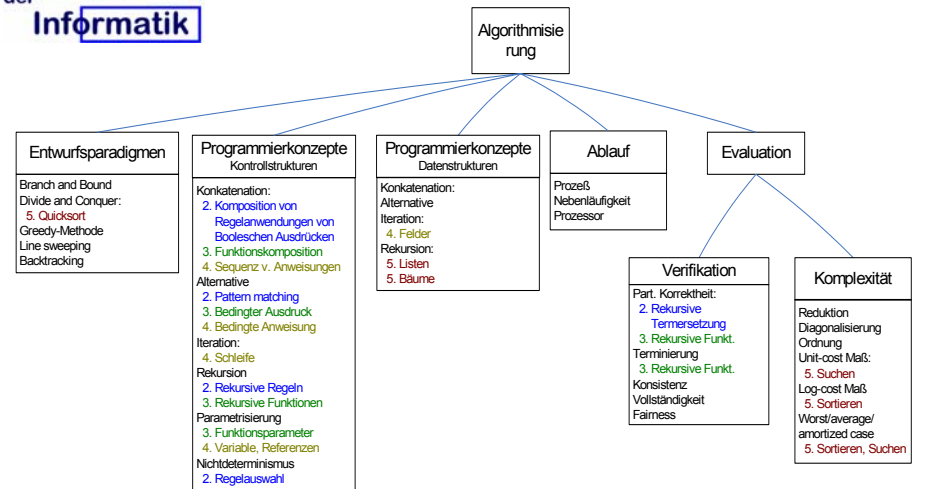 der
Informatik
Algorithmisie
rung
Entwurfsparadigmen
Branch and Bound
Divide and Conquer:
5. Quicksort
Greedy-Methode
Line sweeping
Backtracking
Programmierkonzepte
Kontrollstrukturen
Konkatenation:
2. Komposition von
Regelanwendungen von
Booleschen Ausdrücken
3. Funktionskomposition
4. Sequenz v. Anweisungen
Alternative
2. Pattern matching
3. Bedingter Ausdruck
4. Bedingte Anweisung
Iteration:
4. Schleife
Rekursion
2. Rekursive Regeln
3. Rekursive Funktionen
Parametrisierung
3. Funktionsparameter
4. Variable, Referenzen
Nichtdeterminismus
2. Regelauswahl
Programmierkonzepte
Datenstrukturen
Konkatenation:
Alternative
Iteration:
4. Felder
Rekursion:
5. Listen
5. Bäume
Ablauf
Prozeß
Nebenläufigkeit
Prozessor
Evaluation
Verifikation
Part. Korrektheit:
2. Rekursive
Termersetzung
3. Rekursive Funkt.
Terminierung
3. Rekursive Funkt.
Konsistenz
Vollständigkeit
Fairness
Komplexität
Reduktion
Diagonalisierung
Ordnung
Unit-cost Maß:
5. Suchen
Log-cost Maß
5. Sortieren
Worst/average/
amortized case
5. Sortieren, Suchen